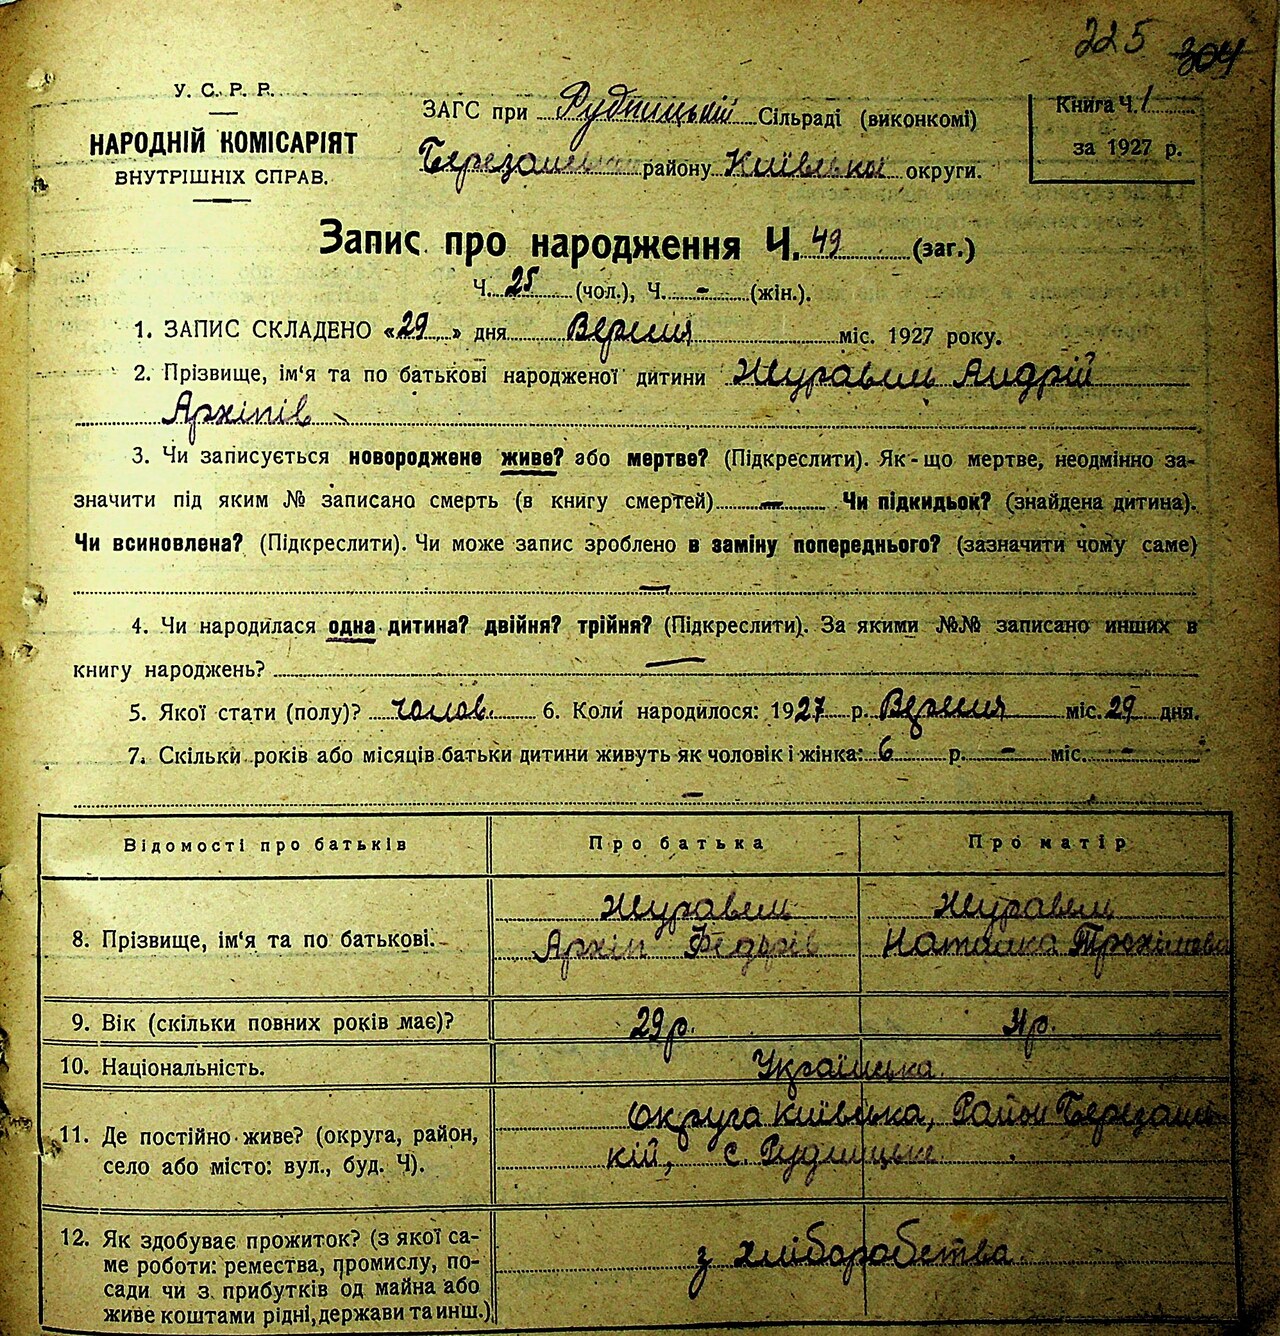 225 304
У. С. Р. Р.
НАРОДНІЙ КОМІСАРІЯТ
ВНУТРІШНІХ СПРАВ.
ЗАГС при Рудницькій Сільраді (виконкомі)
району Київська округи.
Книга Ч. 1
за 1927 р.
Запис про народження Ч. 49 (заг.)
Ч. 25 (чол.), Ч. - (жін.).
1. ЗАПИС СКЛАДЕНО «29» дня Вересня міс. 1927 року.
2. Прізвище, ім'я та по батькові народженої дитини Журавель Андрій
Архіпів
3. Чи записується новороджене живе? або мертве? (Підкреслити). Як-що мертве, неодмінно за-
значити під яким № записано смерть (в книгу смертей) — Чи підкидьок? (знайдена дитина).
Чи всиновлена? (Підкреслити). Чи може запис зроблено в заміну попереднього? (зазначити чому саме)
—
4. Чи народилася одна дитина? двійня? трійня? (Підкреслити). За якими №№ записано инших в
книгу народжень? —
5. Якої стати (полу)? чолов. 6. Коли народилося: 1927 р. Вересня міс. 29 дня.
7. Скільки років або місяців батьки дитини живуть як чоловік і жінка: 6 р. - міс. -
—
Відомості про батьків Про батька Про матір
8. Прізвище, ім'я та по батькові. Журавель Архіп Федорів Журавель Наталка Трохимова
9. Вік (скільки повних років має)? 29 р.
10. Національність. Українська
11. Де постійно живе? (округа, район,
село або місто: вул., буд. Ч). округа Київська, Район Березанський, с. Рудницьке
12. Як здобуває прожиток? (з якої са-
ме роботи: ремества, промислу, по-
сади чи з прибутків од майна або
живе коштами рідні, держави та инш.) з хліборобства